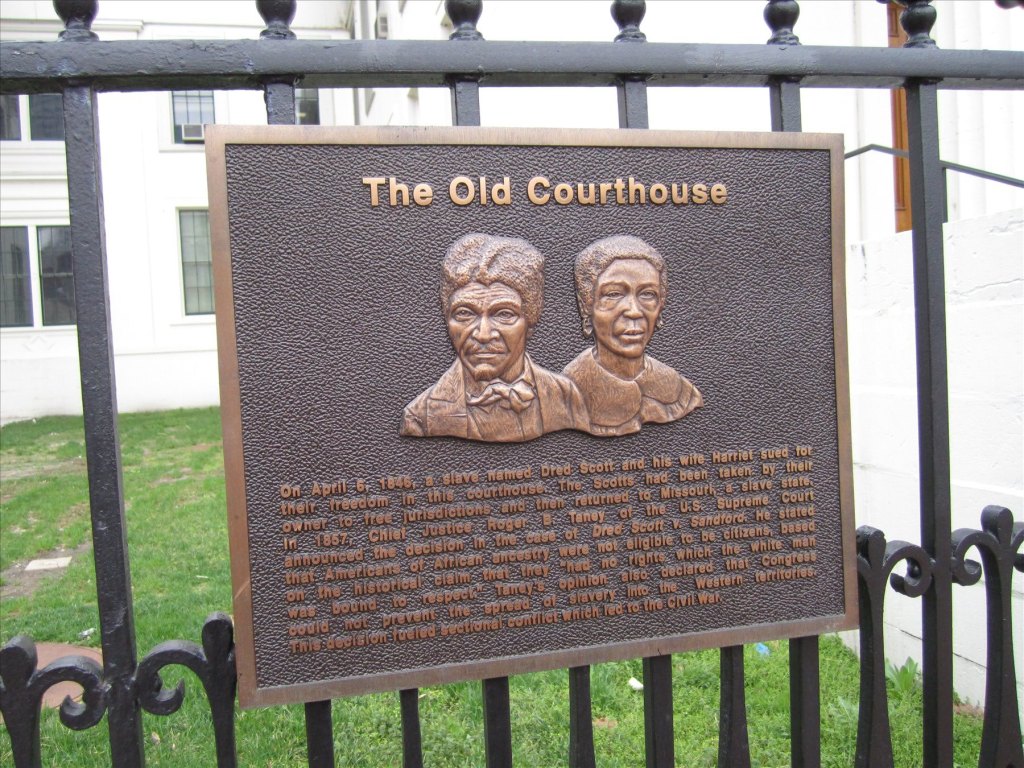 The Old Courthouse
On April 6, 1846, a slave named Dred Scott and his wife Harriet sued for
their freedom in this courthouse. The Scotts had been taken by their
owner to free jurisdictions and then returned to Missouri, a slave state.
In 1857, Chief Justice Roger B. Taney of the U.S. Supreme Court
announced the decision in the case of Dred Scott v. Sandford. He stated
that Americans of African ancestry were not eligible to be citizens, based
on the historical claim that they "had no rights which the white man
was bound to respect." Taney's opinion also declared that Congress
could not prevent the spread of slavery into the Western territories.
This decision fueled sectional conflict which led to the Civil War.